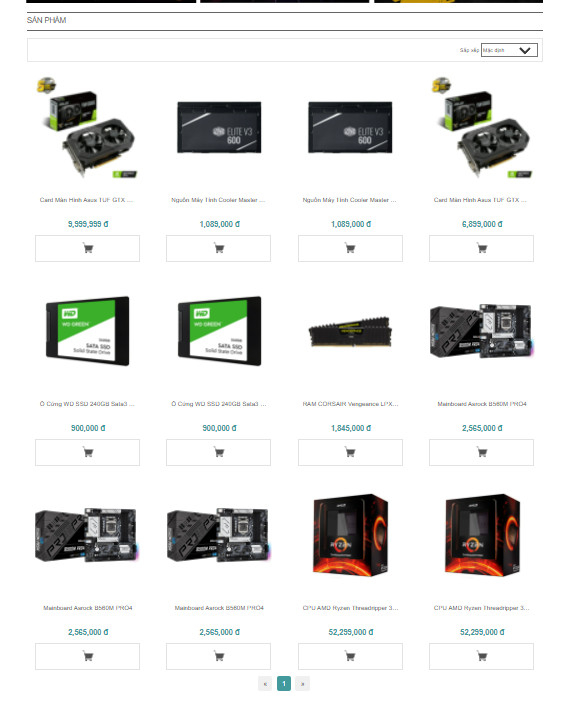 SẢN PHẨM
Sắp xếp Mặc định
ELITE V3
600
ELITE V3
600
Card Màn Hình Asus TUF GTX ...
Nguồn Máy Tính Cooler Master ...
Nguồn Máy Tính Cooler Master ...
Card Màn Hình Asus TUF GTX ...
9,999,999 đ
1,089,000 đ
1,089,000 đ
6,899,000 đ
WD
WD GREEN
SATA SSD
Solid State Drive
WD
WD GREEN
SATA SSD
Solid State Drive
Ổ Cứng WD SSD 240GB Sata3 ...
Ổ Cứng WD SSD 240GB Sata3 ...
RAM CORSAIR Vengeance LPX...
Mainboard Asrock B560M PRO4
900,000 đ
900,000 đ
1,845,000 đ
2,565,000 đ
RYZEN
RYZEN
Mainboard Asrock B560M PRO4
Mainboard Asrock B560M PRO4
CPU AMD Ryzen Threadripper 3...
CPU AMD Ryzen Threadripper 3...
2,565,000 đ
2,565,000 đ
52,299,000 đ
52,299,000 đ
« 1 »